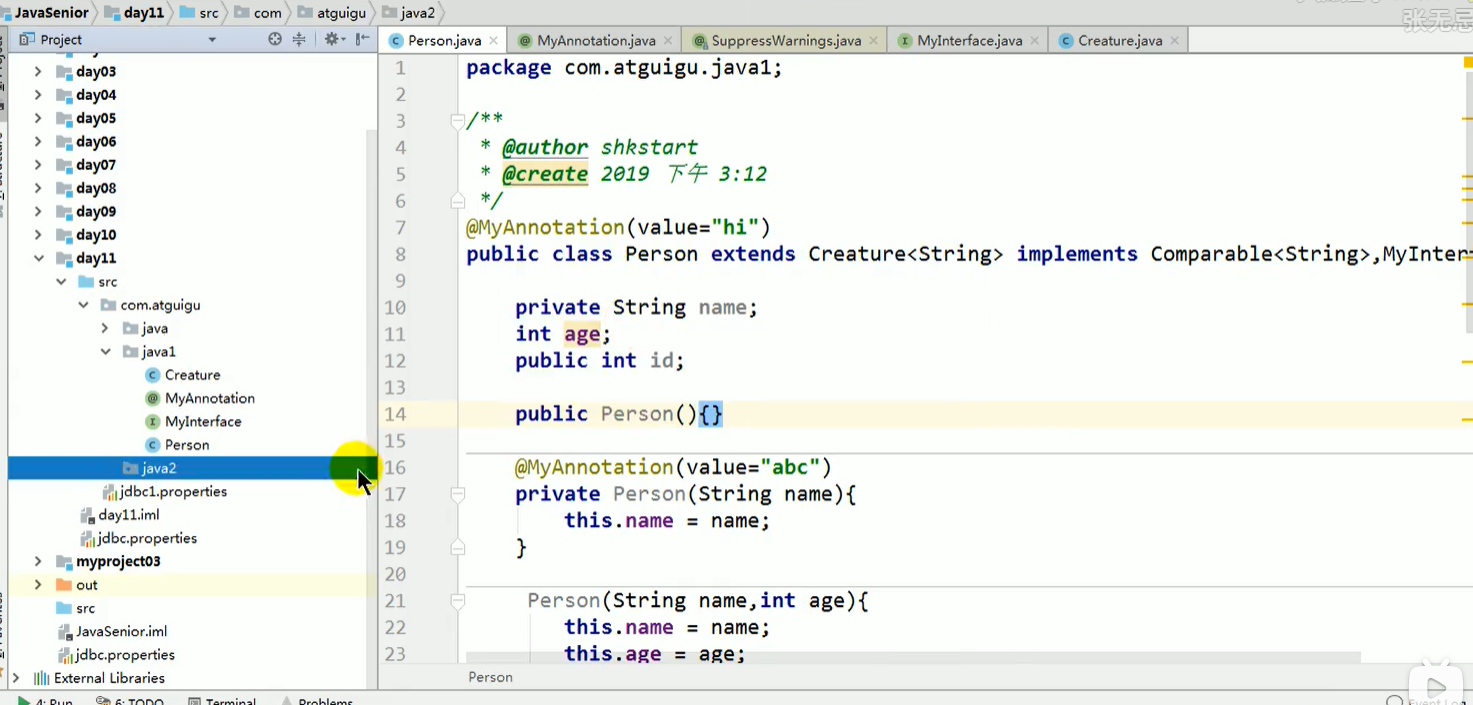 JavaSenior day11 src com atguigu java2
张无忌
Project
Person.java MyAnnotation.java SuppressWarnings.java MyInterface.java Creature.java
day03
day04
day05
day06
day07
day08
day09
day10
day11
src
com.atguigu
java
java1
Creature
MyAnnotation
MyInterface
Person
java2
jdbc1.properties
day11.iml
jdbc.properties
myproject03
out
src
JavaSenior.iml
jdbc.properties
External Libraries
1 package com.atguigu.java1;
2
3 /**
4 * @author shkstart
5 * @create 2019 下午 3:12
6 */
7 @MyAnnotation(value="hi")
8 public class Person extends Creature<String> implements Comparable<String>,MyInter
9
10 private String name;
11 int age;
12 public int id;
13
14 public Person(){}
15
16 @MyAnnotation(value="abc")
17 private Person(String name){
18 this.name = name;
19 }
20
21 Person(String name,int age){
22 this.name = name;
23 this.age = age;
Person
4: Run 6: TODO Terminal Problems Event Log